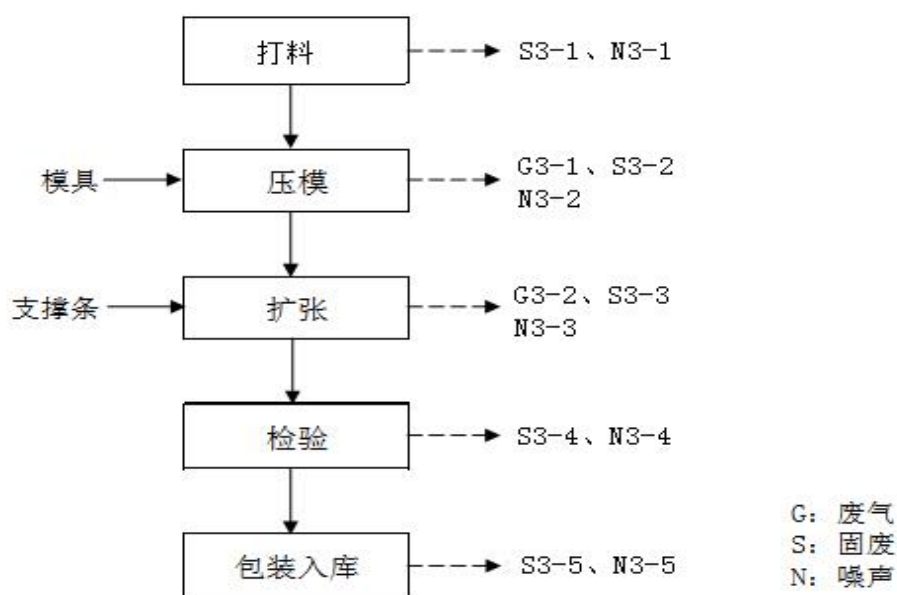 打料
S3-1、N3-1
模具
压模
G3-1、S3-2
N3-2
支撑条
扩张
G3-2、S3-3
N3-3
检验
S3-4、N3-4
包装入库
S3-5、N3-5
G：废气
S：固废
N：噪声